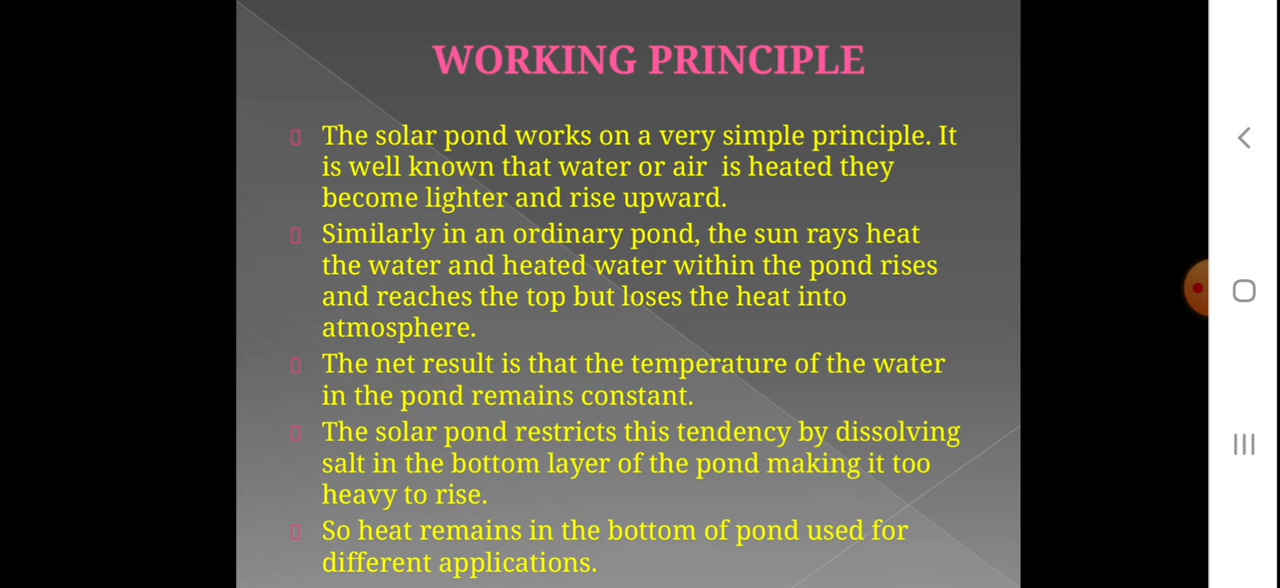 WORKING PRINCIPLE
The solar pond works on a very simple principle. It
is well known that water or air is heated they
become lighter and rise upward.
Similarly in an ordinary pond, the sun rays heat
the water and heated water within the pond rises
and reaches the top but loses the heat into
atmosphere.
The net result is that the temperature of the water
in the pond remains constant.
The solar pond restricts this tendency by dissolving
salt in the bottom layer of the pond making it too
heavy to rise.
So heat remains in the bottom of pond used for
different applications.